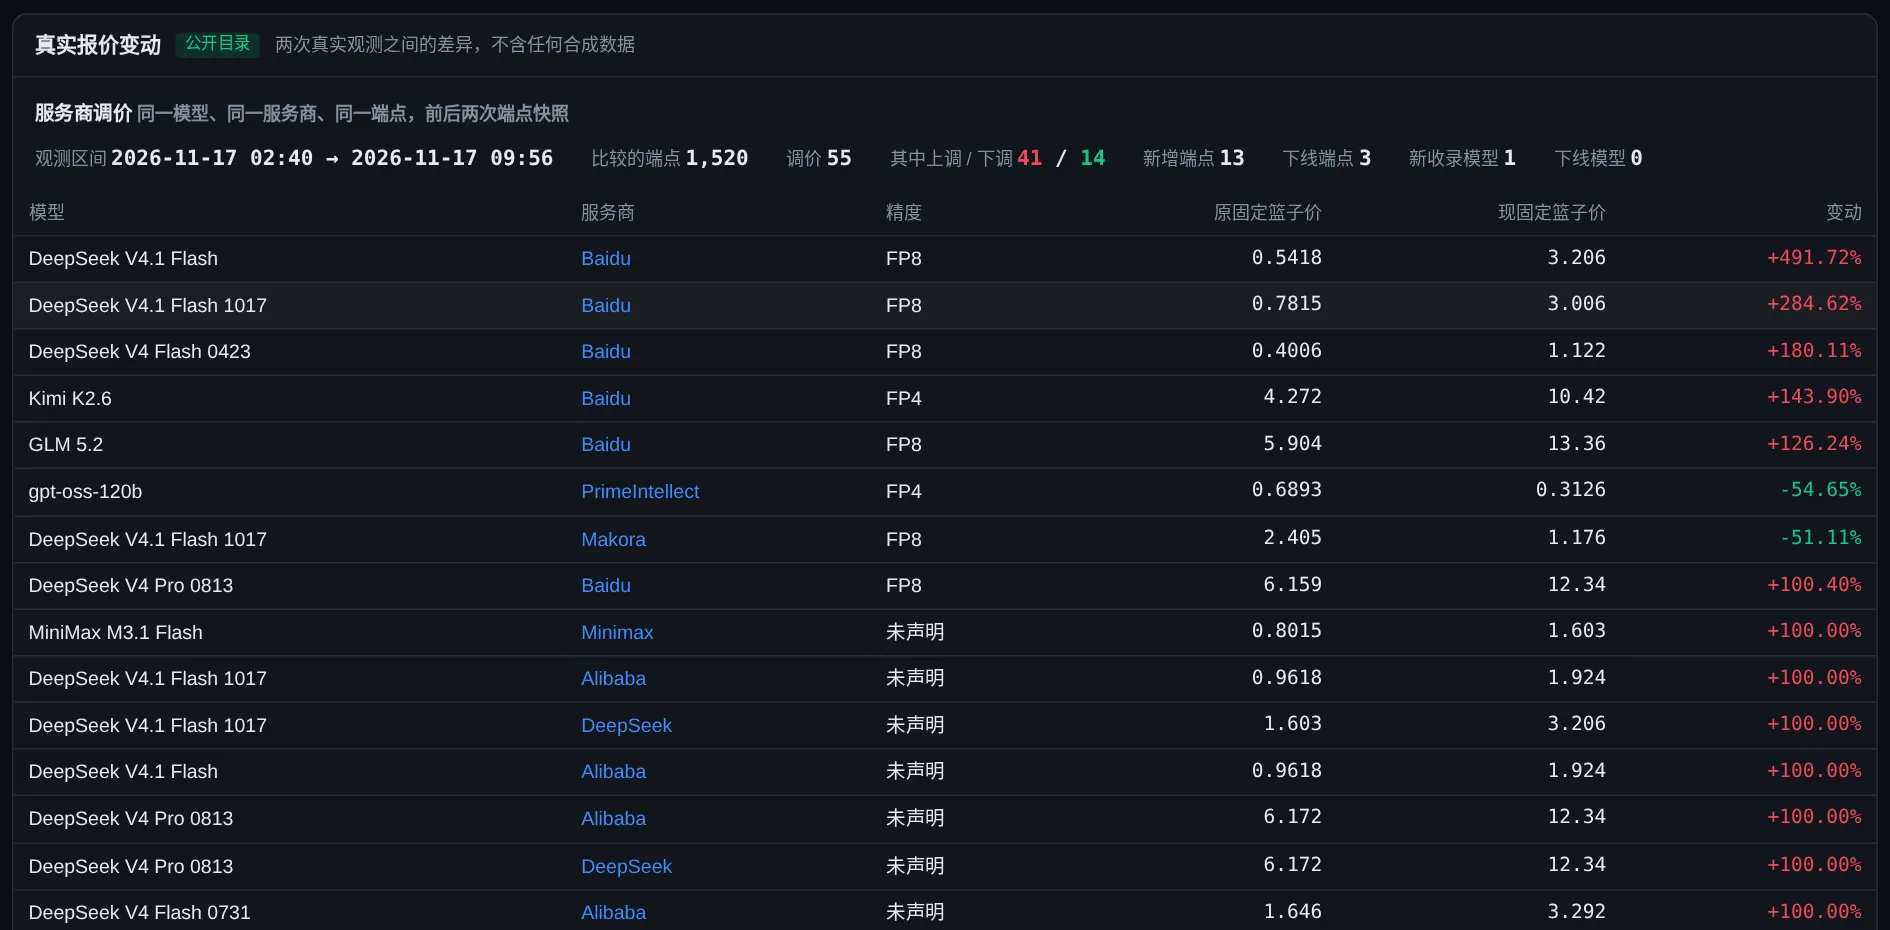 真实报价变动 公开目录 两次真实观测之间的差异，不含任何合成数据
服务商调价 同一模型、同一服务商、同一端点，前后两次端点快照
观测区间 2026-11-17 02:40 → 2026-11-17 09:56 比较的端点 1,520 调价 55 其中上调 / 下调 41 / 14 新增端点 13 下线端点 3 新收录模型 1 下线模型 0
模型 服务商 精度 原固定篮子价 现固定篮子价 变动
DeepSeek V4.1 Flash Baidu FP8 0.5418 3.206 +491.72%
DeepSeek V4.1 Flash 1017 Baidu FP8 0.7815 3.006 +284.62%
DeepSeek V4 Flash 0423 Baidu FP8 0.4006 1.122 +180.11%
Kimi K2.6 Baidu FP4 4.272 10.42 +143.90%
GLM 5.2 Baidu FP8 5.904 13.36 +126.24%
gpt-oss-120b PrimeIntellect FP4 0.6893 0.3126 -54.65%
DeepSeek V4.1 Flash 1017 Makora FP8 2.405 1.176 -51.11%
DeepSeek V4 Pro 0813 Baidu FP8 6.159 12.34 +100.40%
MiniMax M3.1 Flash Minimax 未声明 0.8015 1.603 +100.00%
DeepSeek V4.1 Flash 1017 Alibaba 未声明 0.9618 1.924 +100.00%
DeepSeek V4.1 Flash 1017 DeepSeek 未声明 1.603 3.206 +100.00%
DeepSeek V4.1 Flash Alibaba 未声明 0.9618 1.924 +100.00%
DeepSeek V4 Pro 0813 Alibaba 未声明 6.172 12.34 +100.00%
DeepSeek V4 Pro 0813 DeepSeek 未声明 6.172 12.34 +100.00%
DeepSeek V4 Flash 0731 Alibaba 未声明 1.646 3.292 +100.00%